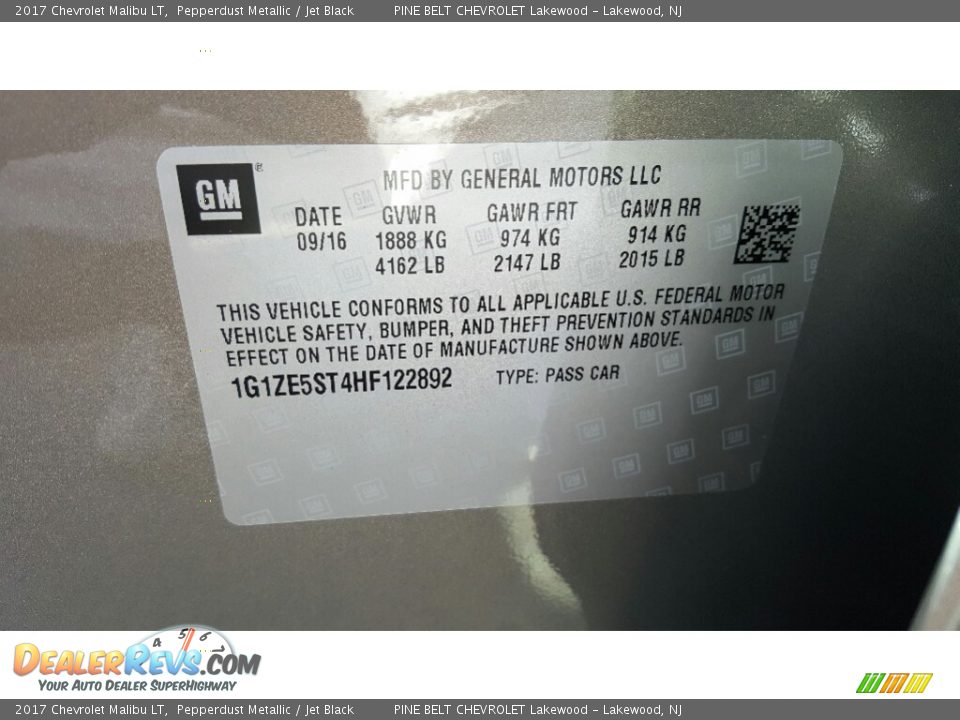 2017 Chevrolet Malibu LT, Pepperdust Metallic / Jet Black PINE BELT CHEVROLET Lakewood - Lakewood, NJ
GM ®
MFD BY GENERAL MOTORS LLC
DATE GVWR GAWR FRT GAWR RR
09/16 1888 KG 974 KG 914 KG
4162 LB 2147 LB 2015 LB
THIS VEHICLE CONFORMS TO ALL APPLICABLE U.S. FEDERAL MOTOR
VEHICLE SAFETY, BUMPER, AND THEFT PREVENTION STANDARDS IN
EFFECT ON THE DATE OF MANUFACTURE SHOWN ABOVE.
1G1ZE5ST4HF122892 TYPE: PASS CAR
4 5 6 7
DEALERREVS.COM
YOUR AUTO DEALER SUPERHIGHWAY
2017 Chevrolet Malibu LT, Pepperdust Metallic / Jet Black PINE BELT CHEVROLET Lakewood - Lakewood, NJ